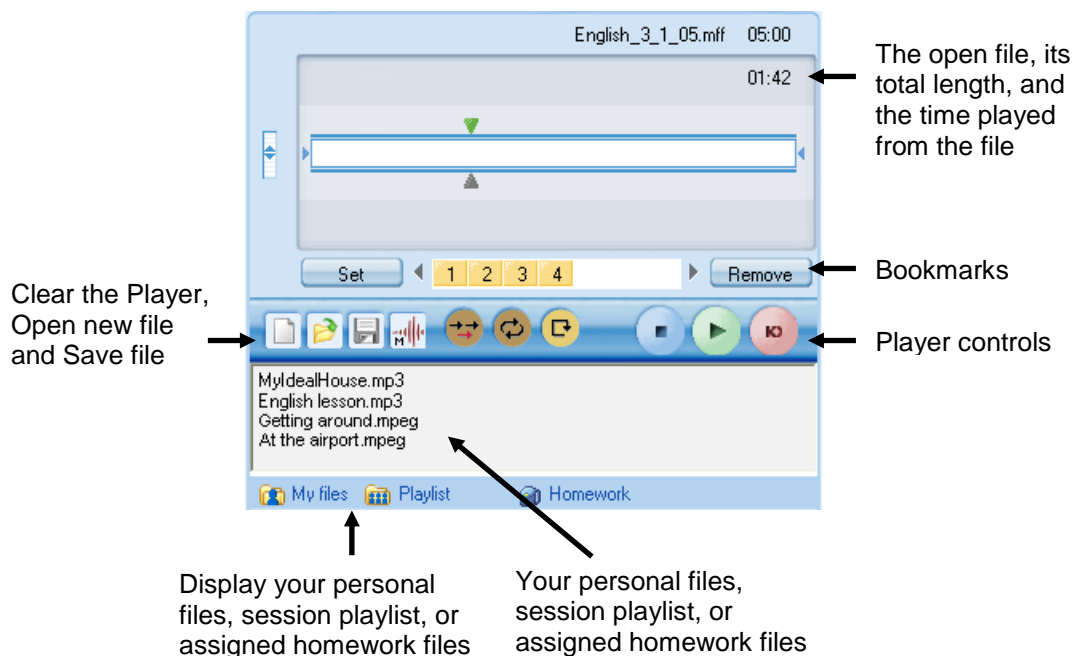 English_3_1_05.mff 05:00
01:42
The open file, its
total length, and
the time played
from the file
Set 1 2 3 4 Remove
Bookmarks
Clear the Player,
Open new file
and Save file
M
Player controls
MyIdealHouse.mp3
English lesson.mp3
Getting around.mpeg
At the airport.mpeg
My files Playlist Homework
Display your personal
files, session playlist, or
assigned homework files
Your personal files,
session playlist, or
assigned homework files